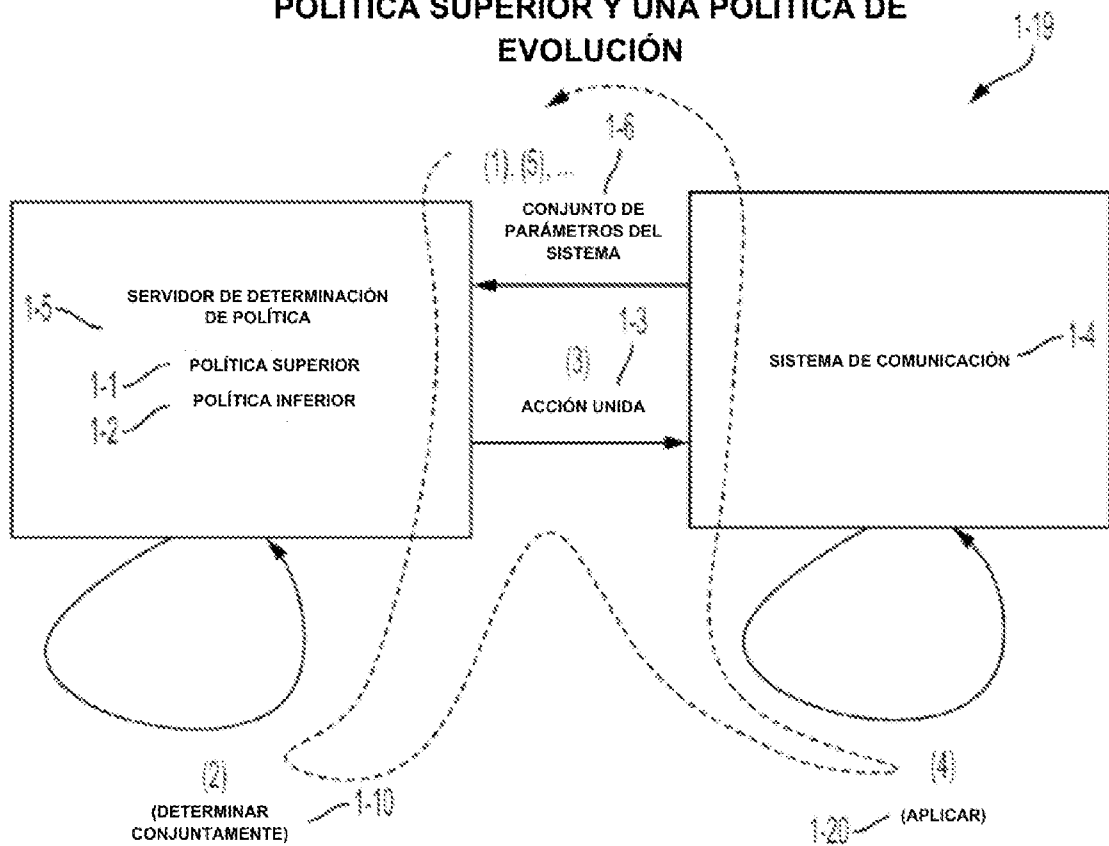 POLÍTICA SUPERIOR Y UNA POLÍTICA DE
EVOLUCIÓN
1-19
1-6
(1), (5), ...
CONJUNTO DE
PARÁMETROS DEL
SISTEMA
SERVIDOR DE DETERMINACIÓN
DE POLÍTICA
1-5
1-1
POLÍTICA SUPERIOR
1-2
POLÍTICA INFERIOR
1-3
(3)
ACCIÓN UNIDA
SISTEMA DE COMUNICACIÓN
1-4
(2)
(DETERMINAR
CONJUNTAMENTE)
1-10
(4)
(APLICAR)
1-20